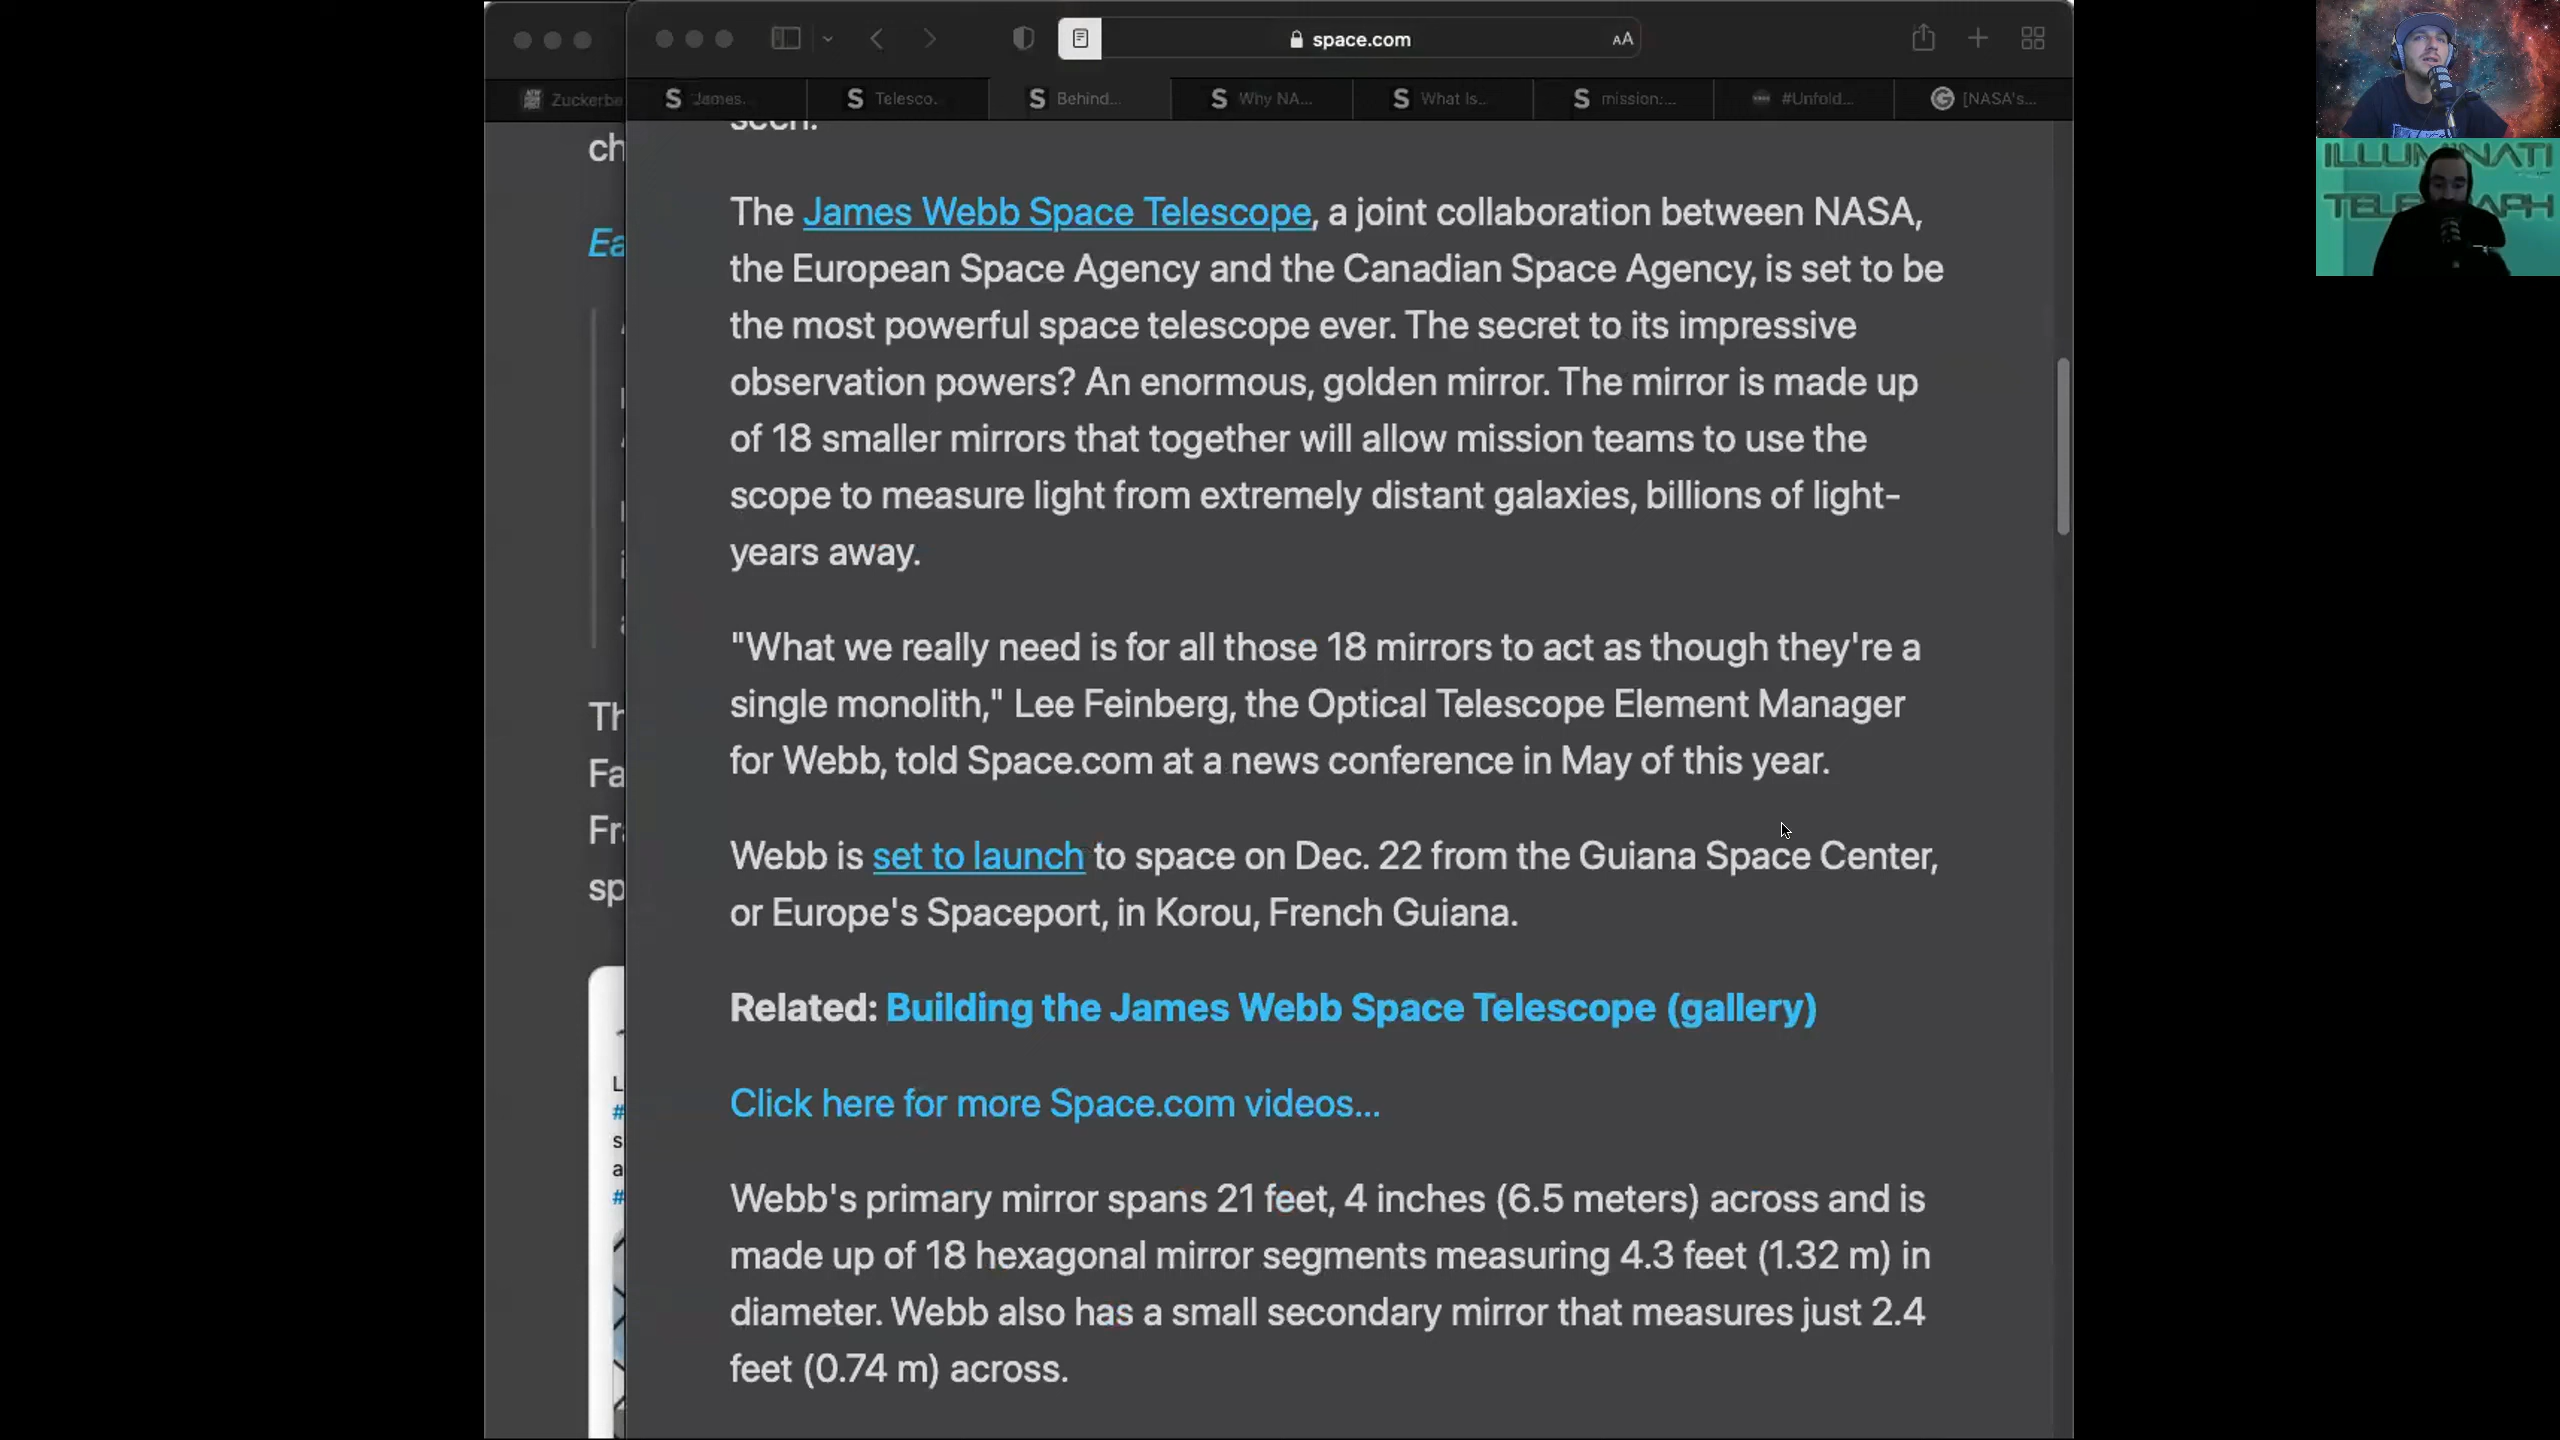 space.com
AA
Zuckerbe
James.
Telesco.
Behind...
Why NA...
What Is...
mission:...
#Unfold...
[NASA's...
seen.
The James Webb Space Telescope, a joint collaboration between NASA,
the European Space Agency and the Canadian Space Agency, is set to be
the most powerful space telescope ever. The secret to its impressive
observation powers? An enormous, golden mirror. The mirror is made up
of 18 smaller mirrors that together will allow mission teams to use the
scope to measure light from extremely distant galaxies, billions of light-
years away.
"What we really need is for all those 18 mirrors to act as though they're a
single monolith," Lee Feinberg, the Optical Telescope Element Manager
for Webb, told Space.com at a news conference in May of this year.
Webb is set to launch to space on Dec. 22 from the Guiana Space Center,
or Europe's Spaceport, in Korou, French Guiana.
Related: Building the James Webb Space Telescope (gallery)
Click here for more Space.com videos...
Webb's primary mirror spans 21 feet, 4 inches (6.5 meters) across and is
made up of 18 hexagonal mirror segments measuring 4.3 feet (1.32 m) in
diameter. Webb also has a small secondary mirror that measures just 2.4
feet (0.74 m) across.
ch
Ea
Th
Fa
Fr
sp
L
#
s
a
#
ILLUMINATI